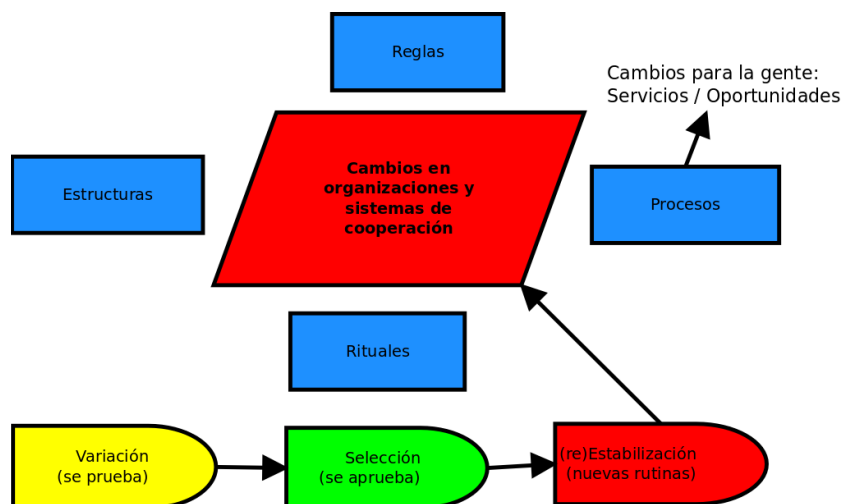 Reglas
Cambios para la gente:
Servicios / Oportunidades
Cambios en
organizaciones y
sistemas de
cooperación
Estructuras
Procesos
Rituales
Variación
(se prueba)
Selección
(se aprueba)
(re)Estabilización
(nuevas rutinas)